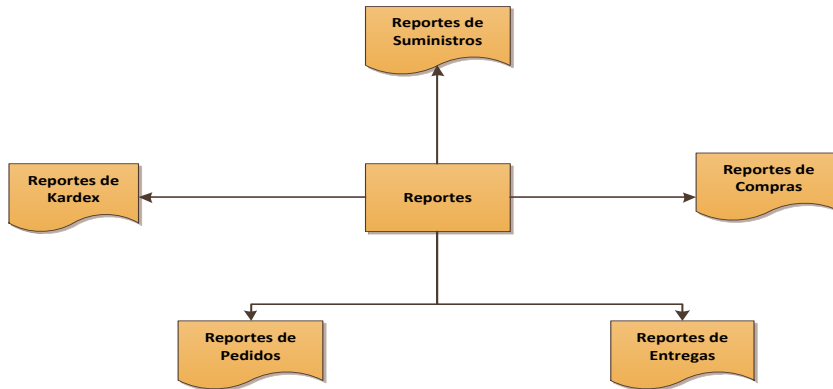 Reportes de
Suministros
Reportes de
Kardex
Reportes
Reportes de
Compras
Reportes de
Pedidos
Reportes de
Entregas